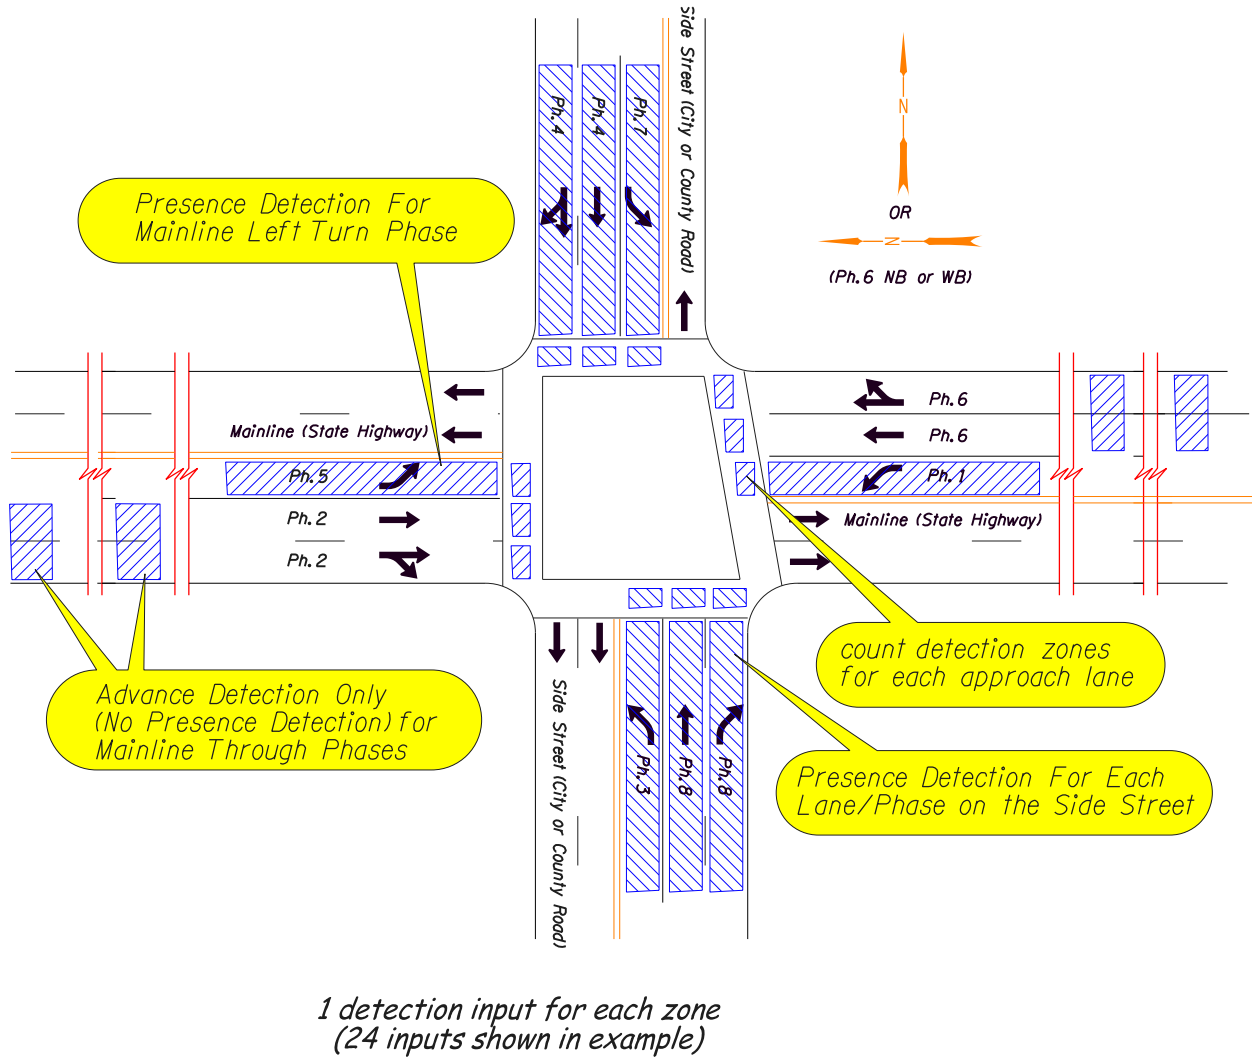 Side Street (City or County Road)
Ph.4
Ph.4
Ph.7
N
OR
N
(Ph.6 NB or WB)
Presence Detection For
Mainline Left Turn Phase
Mainline (State Highway)
Ph.5
Ph.2
Ph.2
Ph.6
Ph.6
Ph.1
Mainline (State Highway)
count detection zones
for each approach lane
Advance Detection Only
(No Presence Detection) for
Mainline Through Phases
Side Street (City or County Road)
Ph.3
Ph.8
Ph.8
Presence Detection For Each
Lane/Phase on the Side Street
1 detection input for each zone
(24 inputs shown in example)